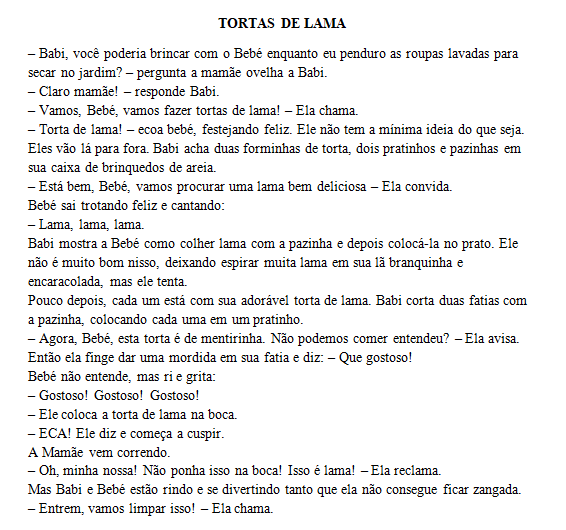 TORTAS DE LAMA
– Babi, você poderia brincar com o Bebé enquanto eu penduro as roupas lavadas para
secar no jardim? – pergunta a mamãe ovelha a Babi.
– Claro mamãe! – responde Babi.
– Vamos, Bebé, vamos fazer tortas de lama! – Ela chama.
– Torta de lama! – ecoa bebé, festejando feliz. Ele não tem a mínima ideia do que seja.
Eles vão lá para fora. Babi acha duas forminhas de torta, dois pratinhos e pazinhas em
sua caixa de brinquedos de areia.
– Está bem, Bebé, vamos procurar uma lama bem deliciosa – Ela convida.
Bebé sai trotando feliz e cantando:
– Lama, lama, lama.
Babi mostra a Bebé como colher lama com a pazinha e depois colocá-la no prato. Ele
não é muito bom nisso, deixando espirar muita lama em sua lã branquinha e
encaracolada, mas ele tenta.
Pouco depois, cada um está com sua adorável torta de lama. Babi corta duas fatias com
a pazinha, colocando cada uma em um pratinho.
– Agora, Bebé, esta torta é de mentirinha. Não podemos comer entendeu? – Ela avisa.
Então ela finge dar uma mordida em sua fatia e diz: – Que gostoso!
Bebé não entende, mas ri e grita:
– Gostoso! Gostoso! Gostoso!
– Ele coloca a torta de lama na boca.
– ECA! Ele diz e começa a cuspir.
A Mamãe vem correndo.
– Oh, minha nossa! Não ponha isso na boca! Isso é lama! – Ela reclama.
Mas Babi e Bebé estão rindo e se divertindo tanto que ela não consegue ficar zangada.
– Entrem, vamos limpar isso! – Ela chama.